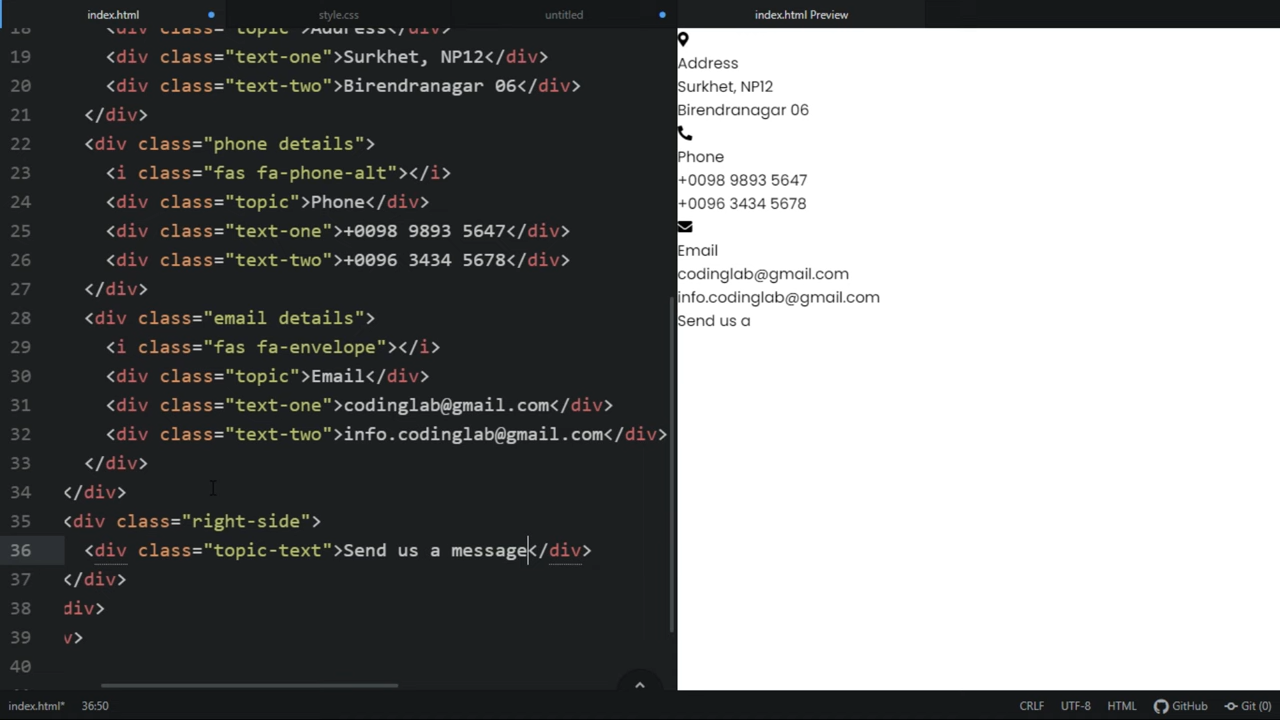 index.html
style.css
untitled
index.html Preview
18 <div class="topic">Address</div>
19 <div class="text-one">Surkhet, NP12</div>
20 <div class="text-two">Birendranagar 06</div>
21 </div>
22 <div class="phone details">
23 <i class="fas fa-phone-alt"></i>
24 <div class="topic">Phone</div>
25 <div class="text-one">+0098 9893 5647</div>
26 <div class="text-two">+0096 3434 5678</div>
27 </div>
28 <div class="email details">
29 <i class="fas fa-envelope"></i>
30 <div class="topic">Email</div>
31 <div class="text-one">codinglab@gmail.com</div>
32 <div class="text-two">info.codinglab@gmail.com</div>
33 </div>
34 </div>
35 <div class="right-side">
36 <div class="topic-text">Send us a message</div>
37 </div>
38 div>
39 v>
40
Address
Surkhet, NP12
Birendranagar 06
Phone
+0098 9893 5647
+0096 3434 5678
Email
codinglab@gmail.com
info.codinglab@gmail.com
Send us a
index.html* 36:50
CRLF UTF-8 HTML GitHub Git (0)